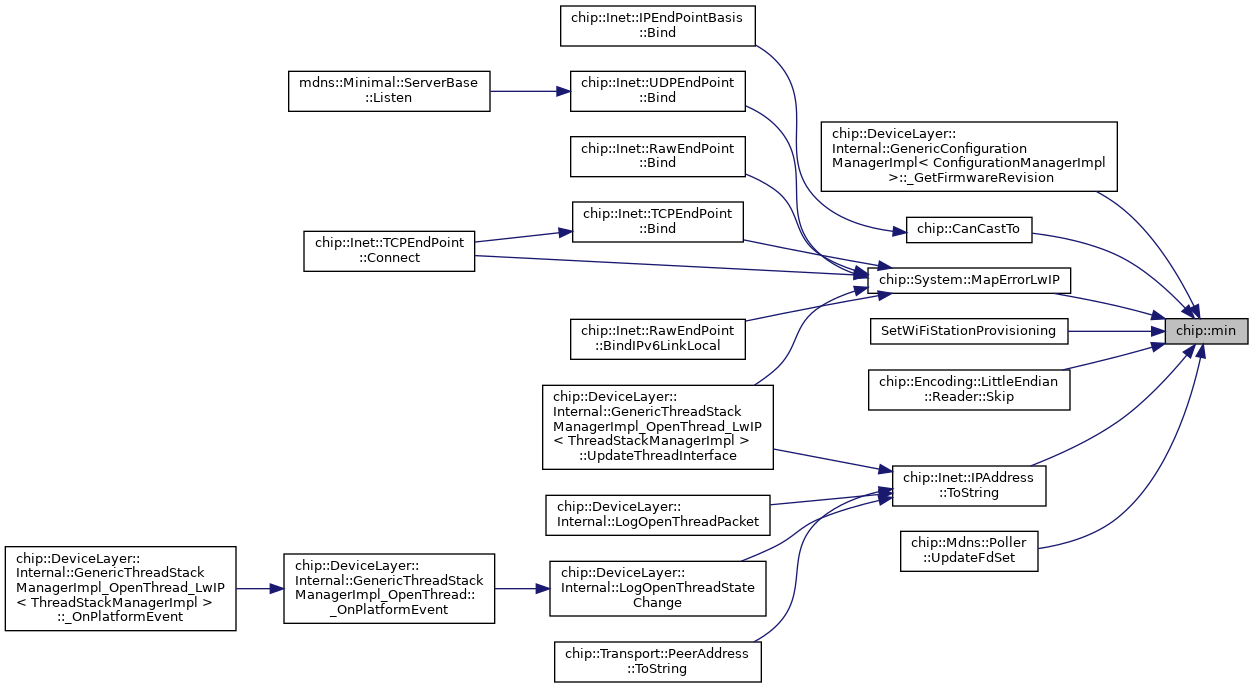 chip::Inet::IPEndPointBasis
::Bind
mdns::Minimal::ServerBase
::Listen
chip::Inet::UDPEndPoint
::Bind
chip::DeviceLayer::
Internal::GenericConfiguration
ManagerImpl< ConfigurationManagerImpl
>::_GetFirmwareRevision
chip::Inet::RawEndPoint
::Bind
chip::Inet::TCPEndPoint
::Bind
chip::CanCastTo
chip::Inet::TCPEndPoint
::Connect
chip::System::MapErrorLwIP
SetWiFiStationProvisioning
chip::min
chip::Inet::RawEndPoint
::BindIPv6LinkLocal
chip::Encoding::LittleEndian
::Reader::Skip
chip::DeviceLayer::
Internal::GenericThreadStack
ManagerImpl_OpenThread_LwIP
< ThreadStackManagerImpl >
::UpdateThreadInterface
chip::Inet::IPAddress
::ToString
chip::DeviceLayer::
Internal::LogOpenThreadPacket
chip::Mdns::Poller
::UpdateFdSet
chip::DeviceLayer::
Internal::GenericThreadStack
ManagerImpl_OpenThread_LwIP
< ThreadStackManagerImpl >
::_OnPlatformEvent
chip::DeviceLayer::
Internal::GenericThreadStack
ManagerImpl_OpenThread::
_OnPlatformEvent
chip::DeviceLayer::
Internal::LogOpenThreadState
Change
chip::Transport::PeerAddress
::ToString